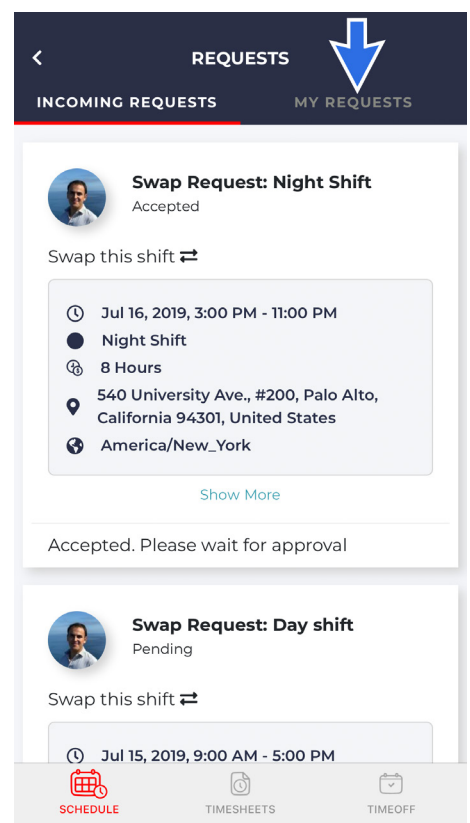 REQUESTS
INCOMING REQUESTS
MY REQUESTS
Swap Request: Night Shift
Accepted
Swap this shift
Jul 16, 2019, 3:00 PM - 11:00 PM
Night Shift
8 Hours
540 University Ave., #200, Palo Alto,
California 94301, United States
America/New_York
Show More
Accepted. Please wait for approval
Swap Request: Day shift
Pending
Swap this shift
Jul 15, 2019, 9:00 AM - 5:00 PM
SCHEDULE
TIMESHEETS
TIMEOFF